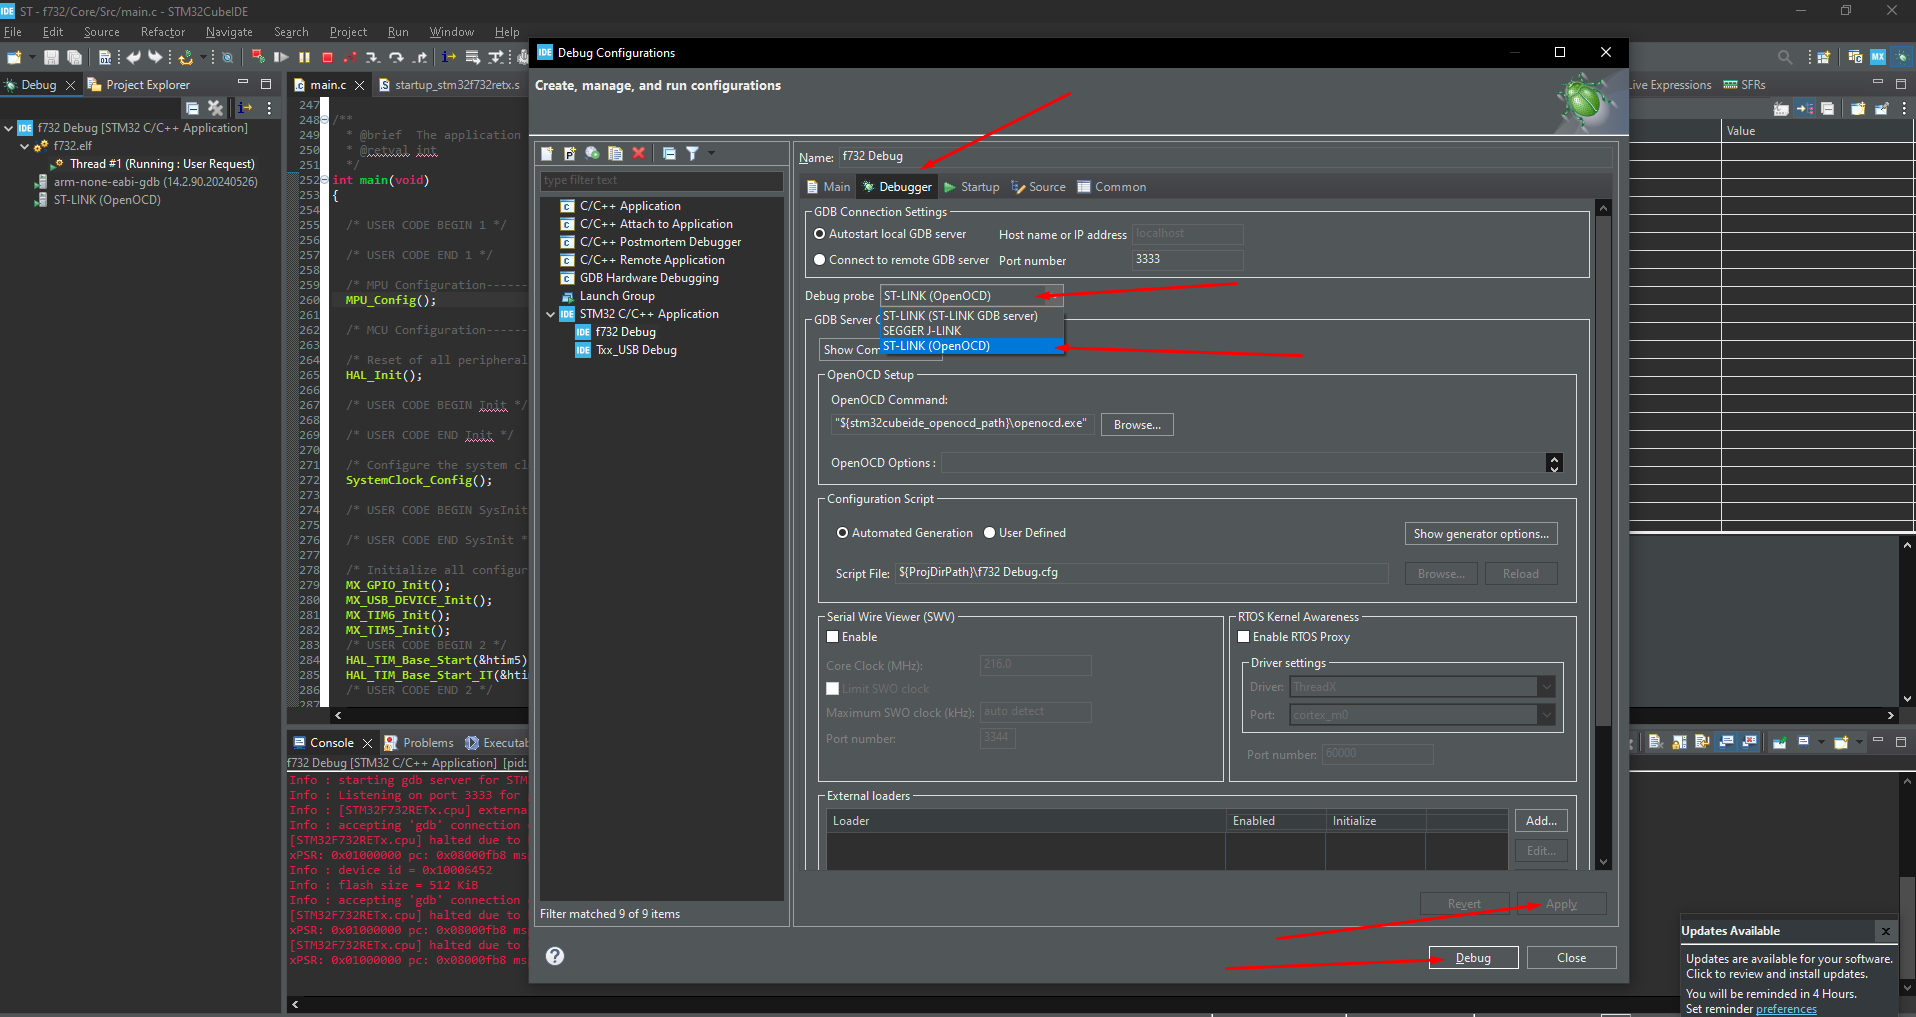 IDE ST - f732/Core/Src/main.c - STM32CubeIDE
File Edit Source Refactor Navigate Search Project Run Window Help
Debug Project Explorer
f732 Debug [STM32 C/C++ Application]
f732.elf
Thread #1 (Running : User Request)
arm-none-eabi-gdb (14.2.90.20240526)
ST-LINK (OpenOCD)
main.c startup_stm32f732retx.s
247
248 /**
249 * @brief The application
250 * @retval int
251 */
252 int main(void)
253 {
254
255 /* USER CODE BEGIN 1 */
256
257 /* USER CODE END 1 */
258
259 /* MPU Configuration------
260 MPU_Config();
261
262 /* MCU Configuration------
263
264 /* Reset of all peripheral
265 HAL_Init();
266
267 /* USER CODE BEGIN Init */
268
269 /* USER CODE END Init */
270
271 /* Configure the system cl
272 SystemClock_Config();
273
274 /* USER CODE BEGIN SysInit
275
276 /* USER CODE END SysInit *
277
278 /* Initialize all configur
279 MX_GPIO_Init();
280 MX_USB_DEVICE_Init();
281 MX_TIM6_Init();
282 MX_TIM5_Init();
283 /* USER CODE BEGIN 2 */
284 HAL_TIM_Base_Start(&htim5)
285 HAL_TIM_Base_Start_IT(&hti
286 /* USER CODE END 2 */
287
Console Problems Executab
f732 Debug [STM32 C/C++ Application] [pid:
Info : starting gdb server for STM
Info : Listening on port 3333 for
Info : [STM32F732RETx.cpu] externa
Info : accepting 'gdb' connection
[STM32F732RETx.cpu] halted due to
xPSR: 0x01000000 pc: 0x08000fb8 ms
Info : device id = 0x10006452
Info : flash size = 512 KiB
Info : accepting 'gdb' connection
[STM32F732RETx.cpu] halted due to
xPSR: 0x01000000 pc: 0x08000fb8 ms
[STM32F732RETx.cpu] halted due to
xPSR: 0x01000000 pc: 0x08000fb8 ms
IDE Debug Configurations
Create, manage, and run configurations
type filter text
C/C++ Application
C/C++ Attach to Application
C/C++ Postmortem Debugger
C/C++ Remote Application
GDB Hardware Debugging
Launch Group
IDE STM32 C/C++ Application
IDE f732 Debug
IDE Txx_USB Debug
Filter matched 9 of 9 items
Name: f732 Debug
Main Debugger Startup Source Common
GDB Connection Settings
Autostart local GDB server Host name or IP address localhost
Connect to remote GDB server Port number 3333
Debug probe ST-LINK (OpenOCD)
ST-LINK (ST-LINK GDB server)
SEGGER J-LINK
ST-LINK (OpenOCD)
GDB Server C
Show Com
OpenOCD Setup
OpenOCD Command:
"${stm32cubeide_openocd_path}\openocd.exe" Browse...
OpenOCD Options :
Configuration Script
Automated Generation User Defined Show generator options...
Script File: ${ProjDirPath}\f732 Debug.cfg Browse... Reload
Serial Wire Viewer (SWV)
Enable
Core Clock (MHz): 216.0
Limit SWO clock
Maximum SWO clock (kHz): auto detect
Port number: 3344
RTOS Kernel Awareness
Enable RTOS Proxy
Driver settings
Driver: ThreadX
Port: cortex_m0
Port number: 60000
External loaders
Loader Enabled Initialize
Add...
Edit...
Revert Apply
Debug Close
MX
Live Expressions SFRs
Value
Updates Available
Updates are available for your software.
Click to review and install updates.
You will be reminded in 4 Hours.
Set reminder preferences